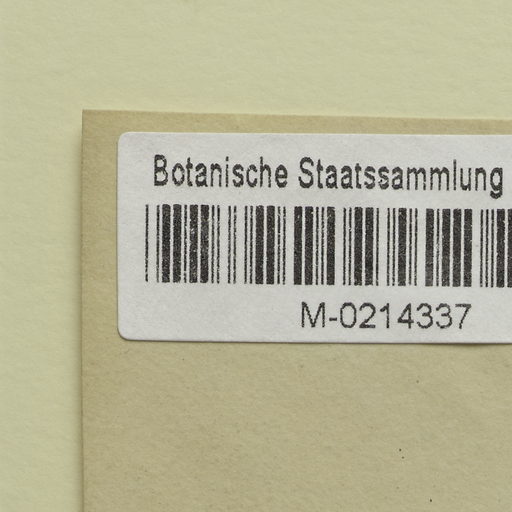 Botanische Staatssammlung
M-0214337